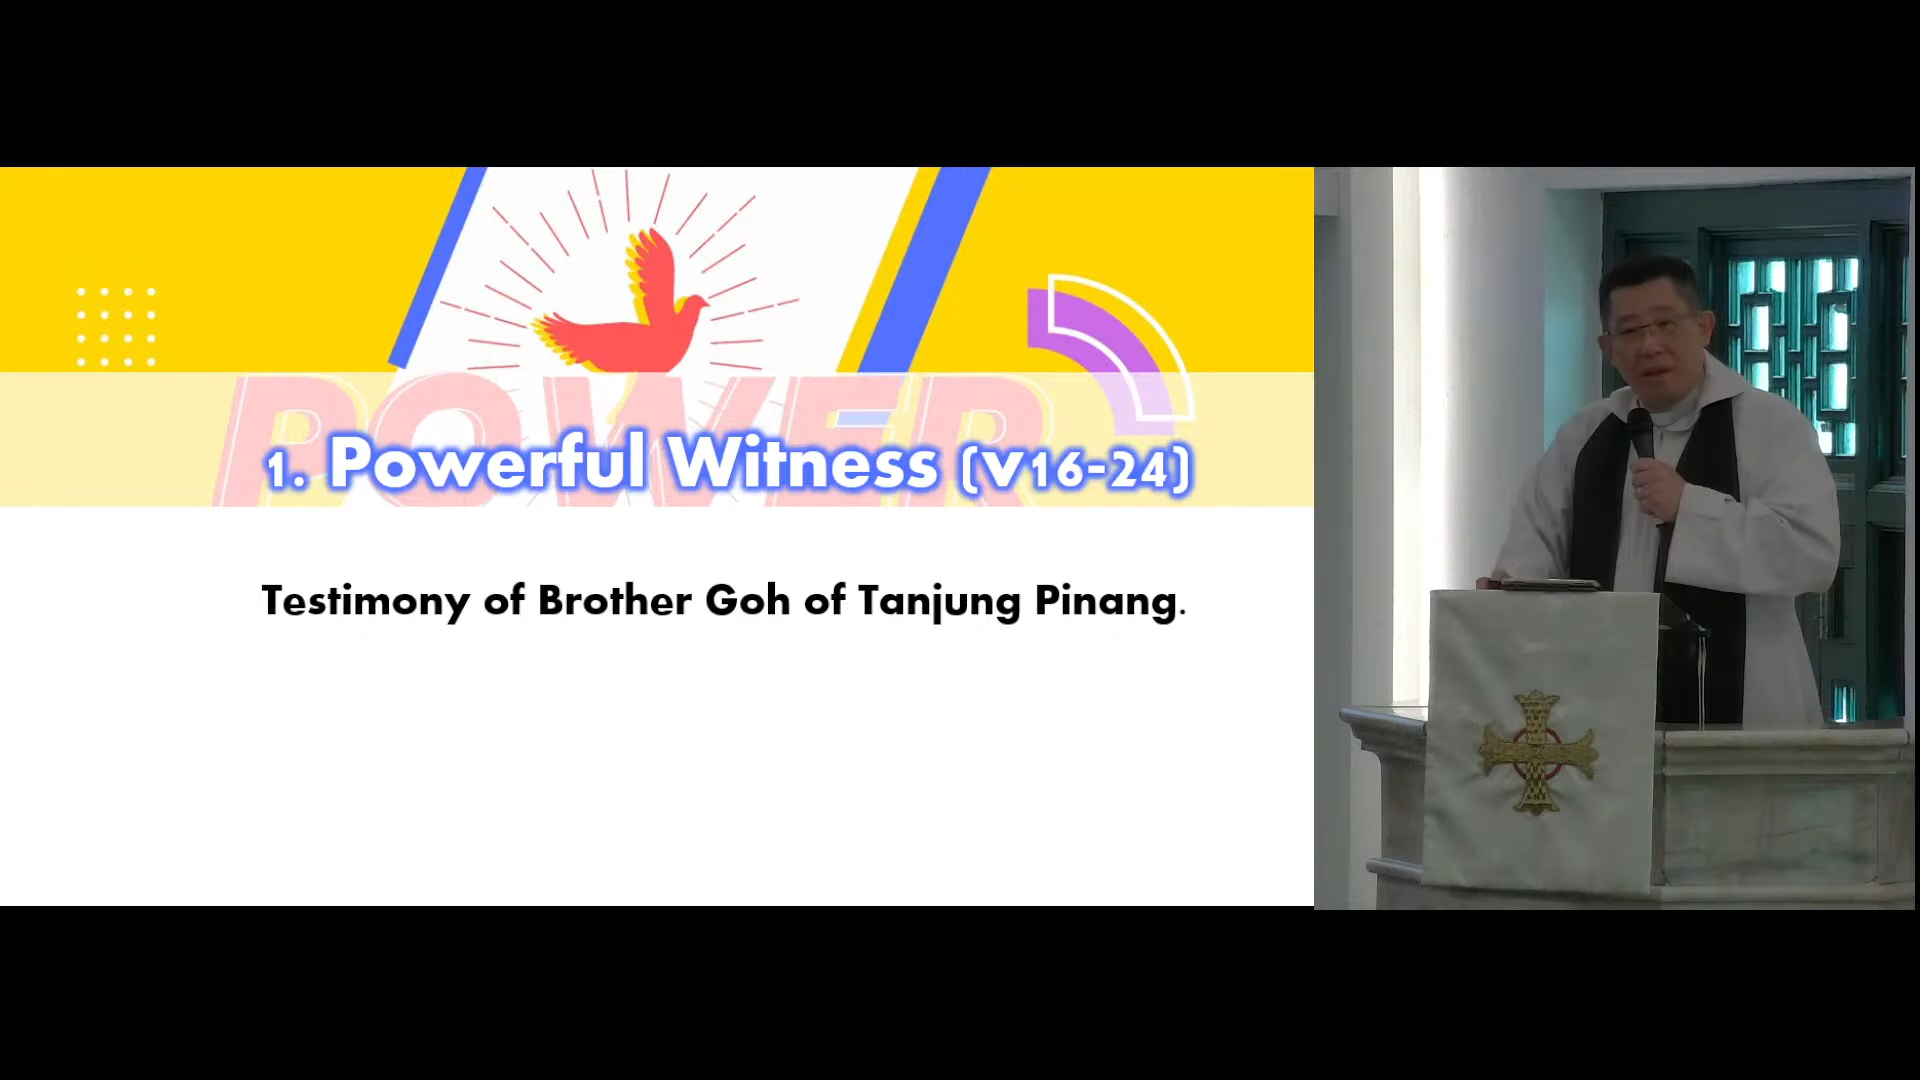 POWER
1. Powerful Witness (v16-24)
Testimony of Brother Goh of Tanjung Pinang.